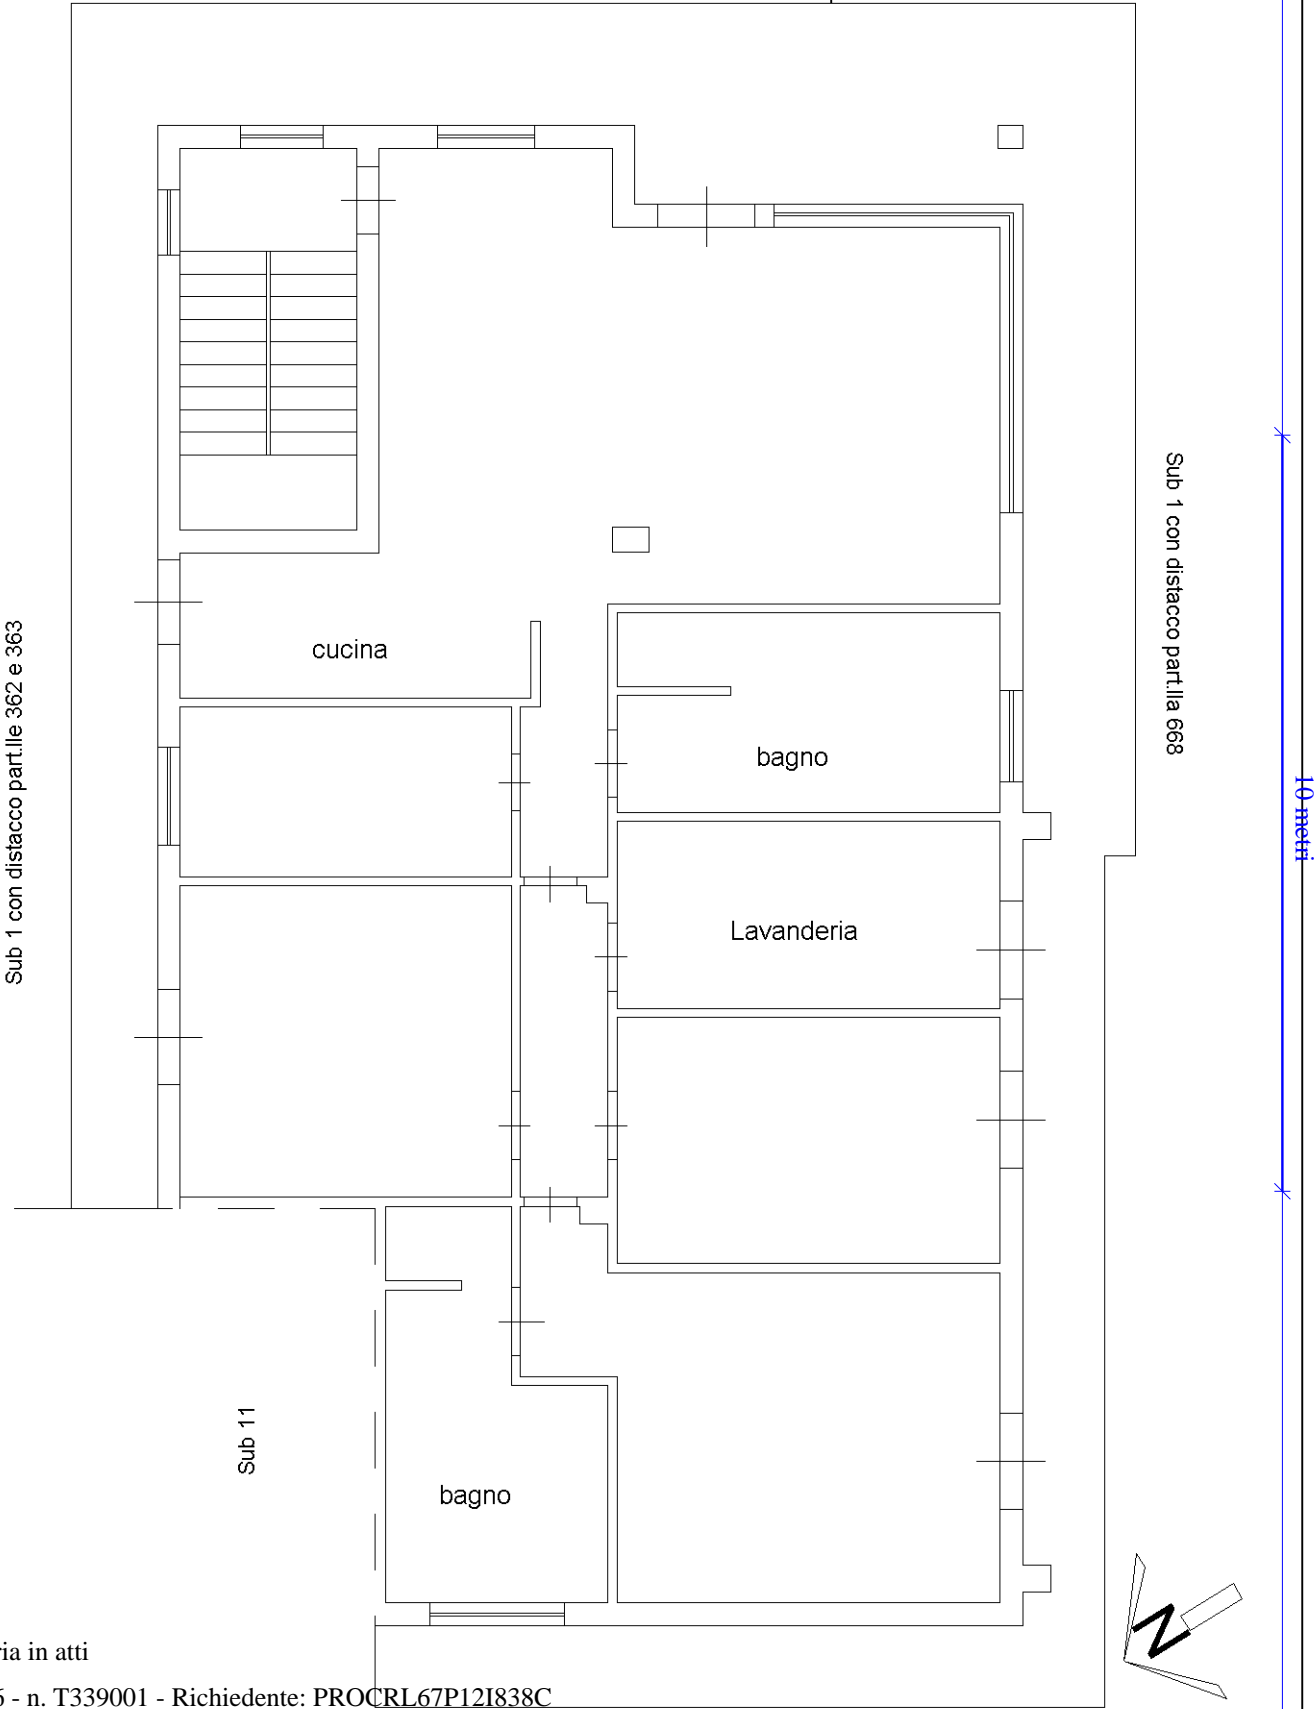 Sub 1 con distacco part.lla 668
cucina
Sub 1 con distacco part.lle 362 e 363
bagno
10 metri
Lavanderia
Sub 11
bagno
N
ria in atti
- n. T339001 - Richiedente: PROCRL67P12I838C